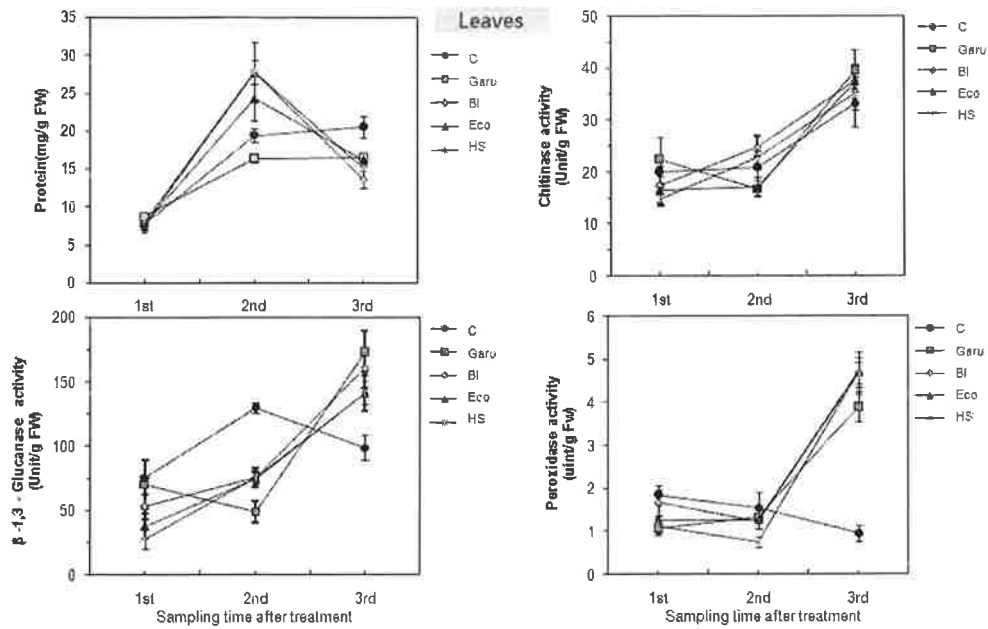 Leaves
35
30
25
20
15
10
5
0
Protein(mg/g FW)
1st 2nd 3rd
C
Garu
BI
Eco
HS
50
40
30
20
10
0
Chitinase activity
(Unit/g FW)
1st 2nd 3rd
C
Garu
BI
Eco
HS
200
150
100
50
0
β -1,3 - Glucanase activity
(Unit/g FW)
1st 2nd 3rd
Sampling time after treatment
C
Garu
BI
Eco
HS
6
5
4
3
2
1
0
Peroxidase activity
(uint/g FW)
1st 2nd 3rd
Sampling time after treatment
C
Garu
BI
Eco
HS